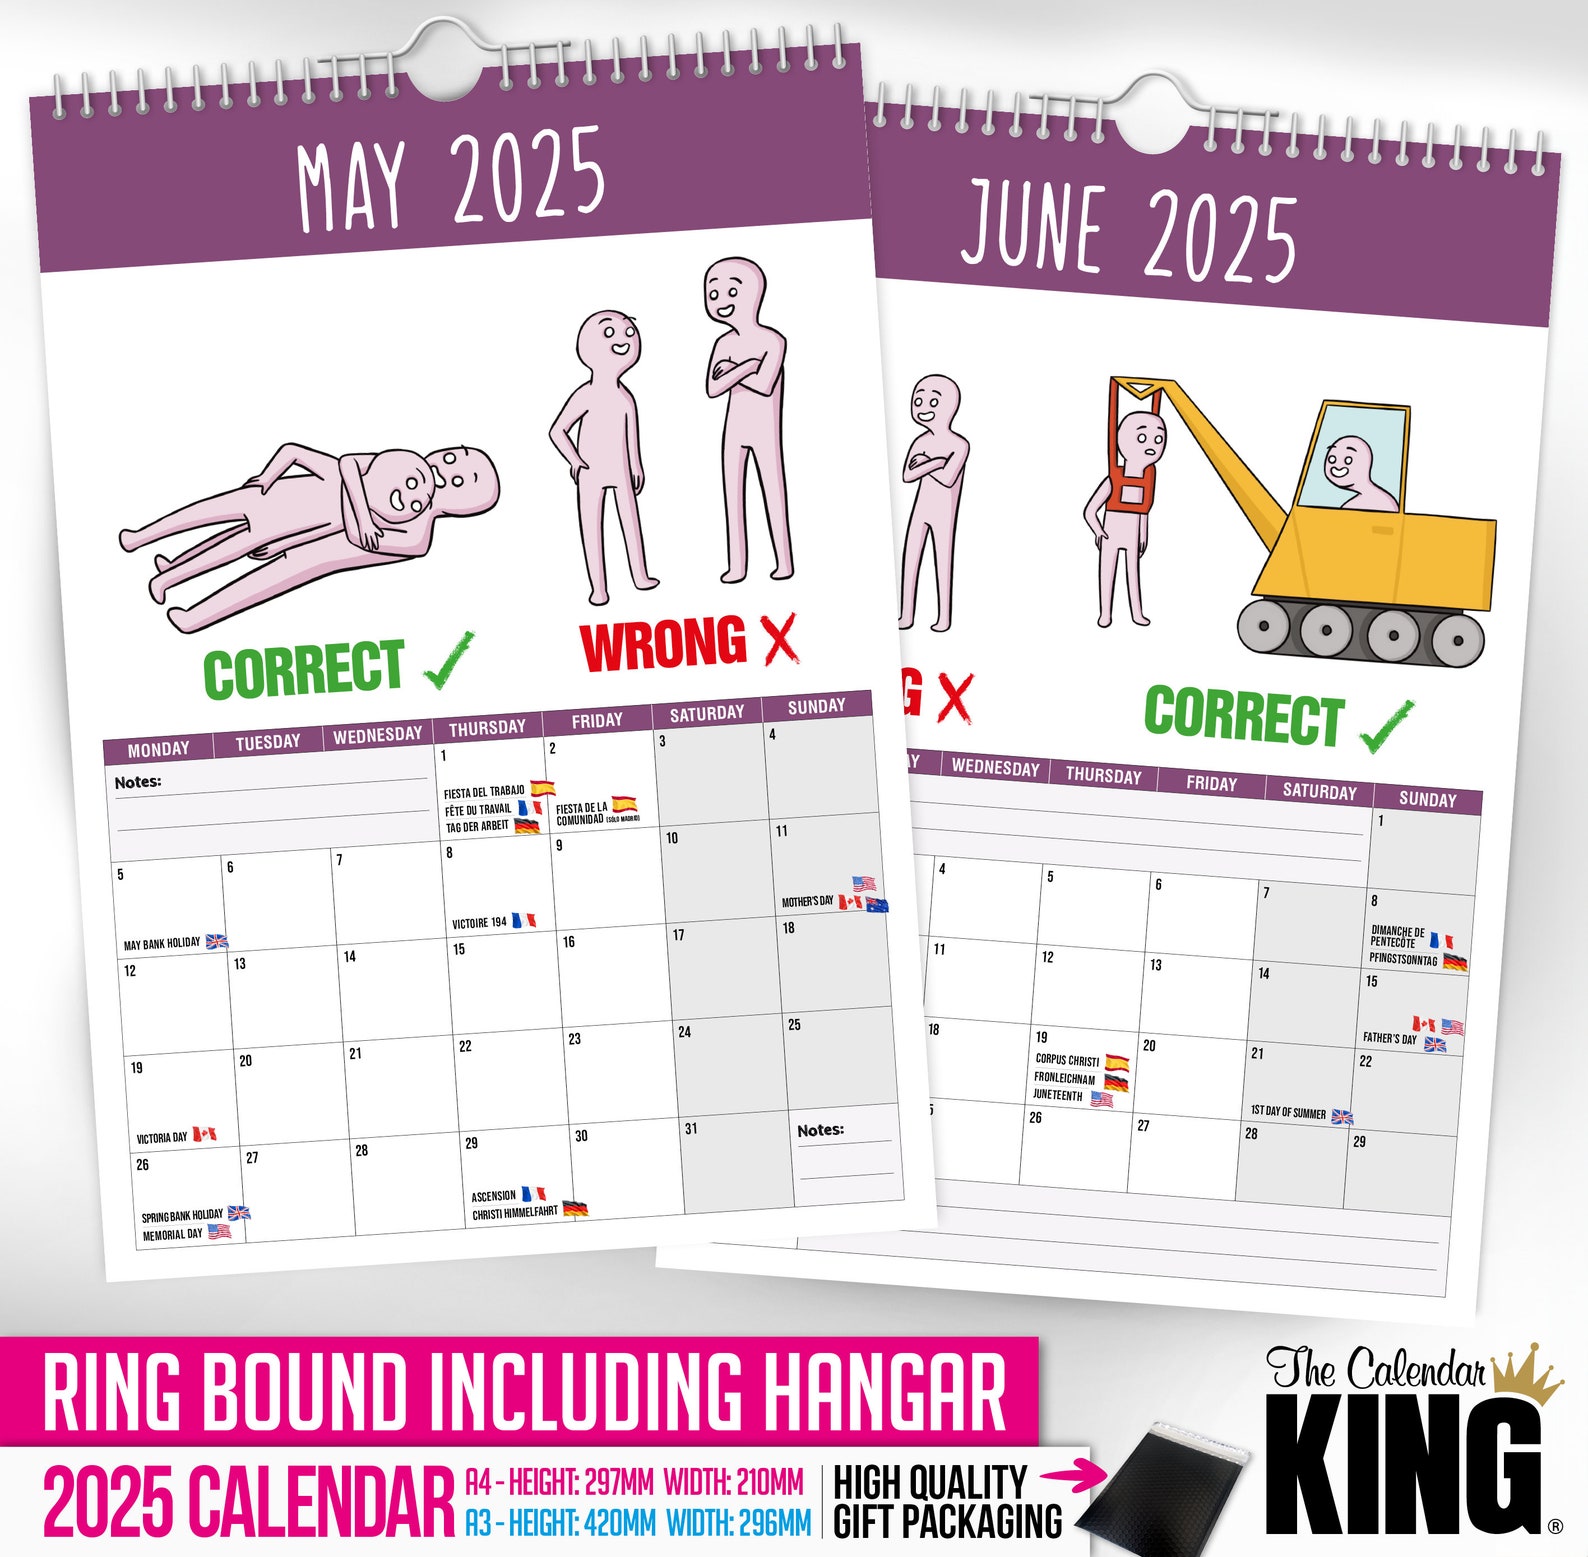 MAY 2025
CORRECT
WRONG
MONDAY TUESDAY WEDNESDAY THURSDAY FRIDAY SATURDAY SUNDAY
Notes:
1
FIESTA DEL TRABAJO
FÊTE DU TRAVAIL
TAG DER ARBEIT
2
FIESTA DE LA
COMUNIDAD (SÓLO MADRID)
3
4
5
MAY BANK HOLIDAY
6
7
8
VICTOIRE 194
9
10
11
MOTHER'S DAY
12
13
14
15
16
17
18
19
VICTORIA DAY
20
21
22
23
24
25
26
SPRING BANK HOLIDAY
MEMORIAL DAY
27
28
29
ASCENSION
CHRISTI HIMMELFAHRT
30
31
Notes:
JUNE 2025
G
CORRECT
AY WEDNESDAY THURSDAY FRIDAY SATURDAY SUNDAY
1
4
5
6
7
8
DIMANCHE DE
PENTECÔTE
PFINGSTSONNTAG
11
12
13
14
15
FATHER'S DAY
18
19
CORPUS CHRISTI
FRONLEICHNAM
JUNETEENTH
20
21
1ST DAY OF SUMMER
22
5
26
27
28
29
RING BOUND INCLUDING HANGAR
2025 CALENDAR
A4 - HEIGHT: 297MM WIDTH: 210MM
A3 - HEIGHT: 420MM WIDTH: 296MM
HIGH QUALITY
GIFT PACKAGING
The Calendar
KING®